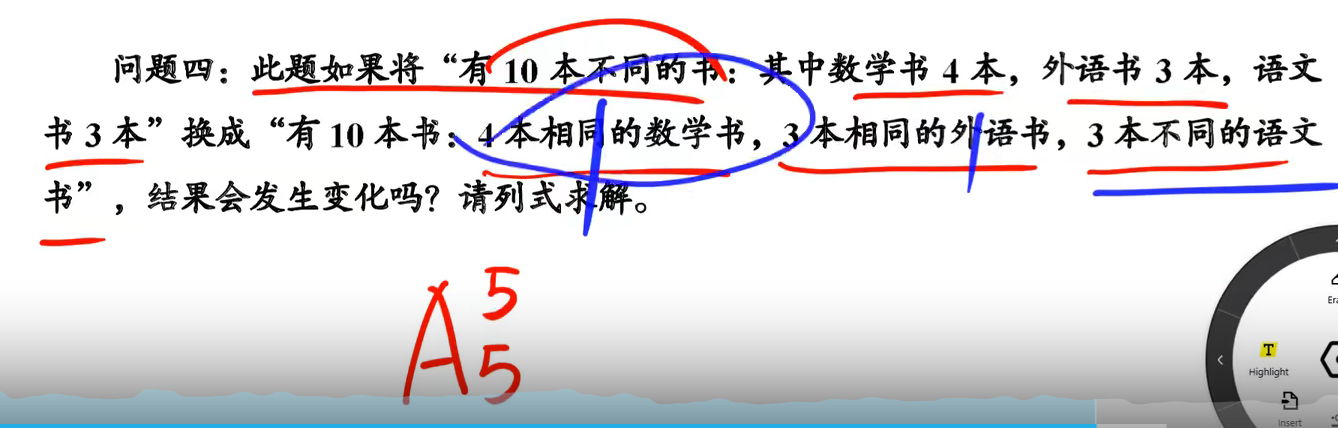 问题四：此题如果将“有 10 本不同的书：其中数学书 4 本，外语书 3 本，语文
书 3 本”换成“有 10 本书：4 本相同的数学书，3 本相同的外语书，3 本不同的语文
书”，结果会发生变化吗？请列式求解。
A⁵₅
Highlight
Insert